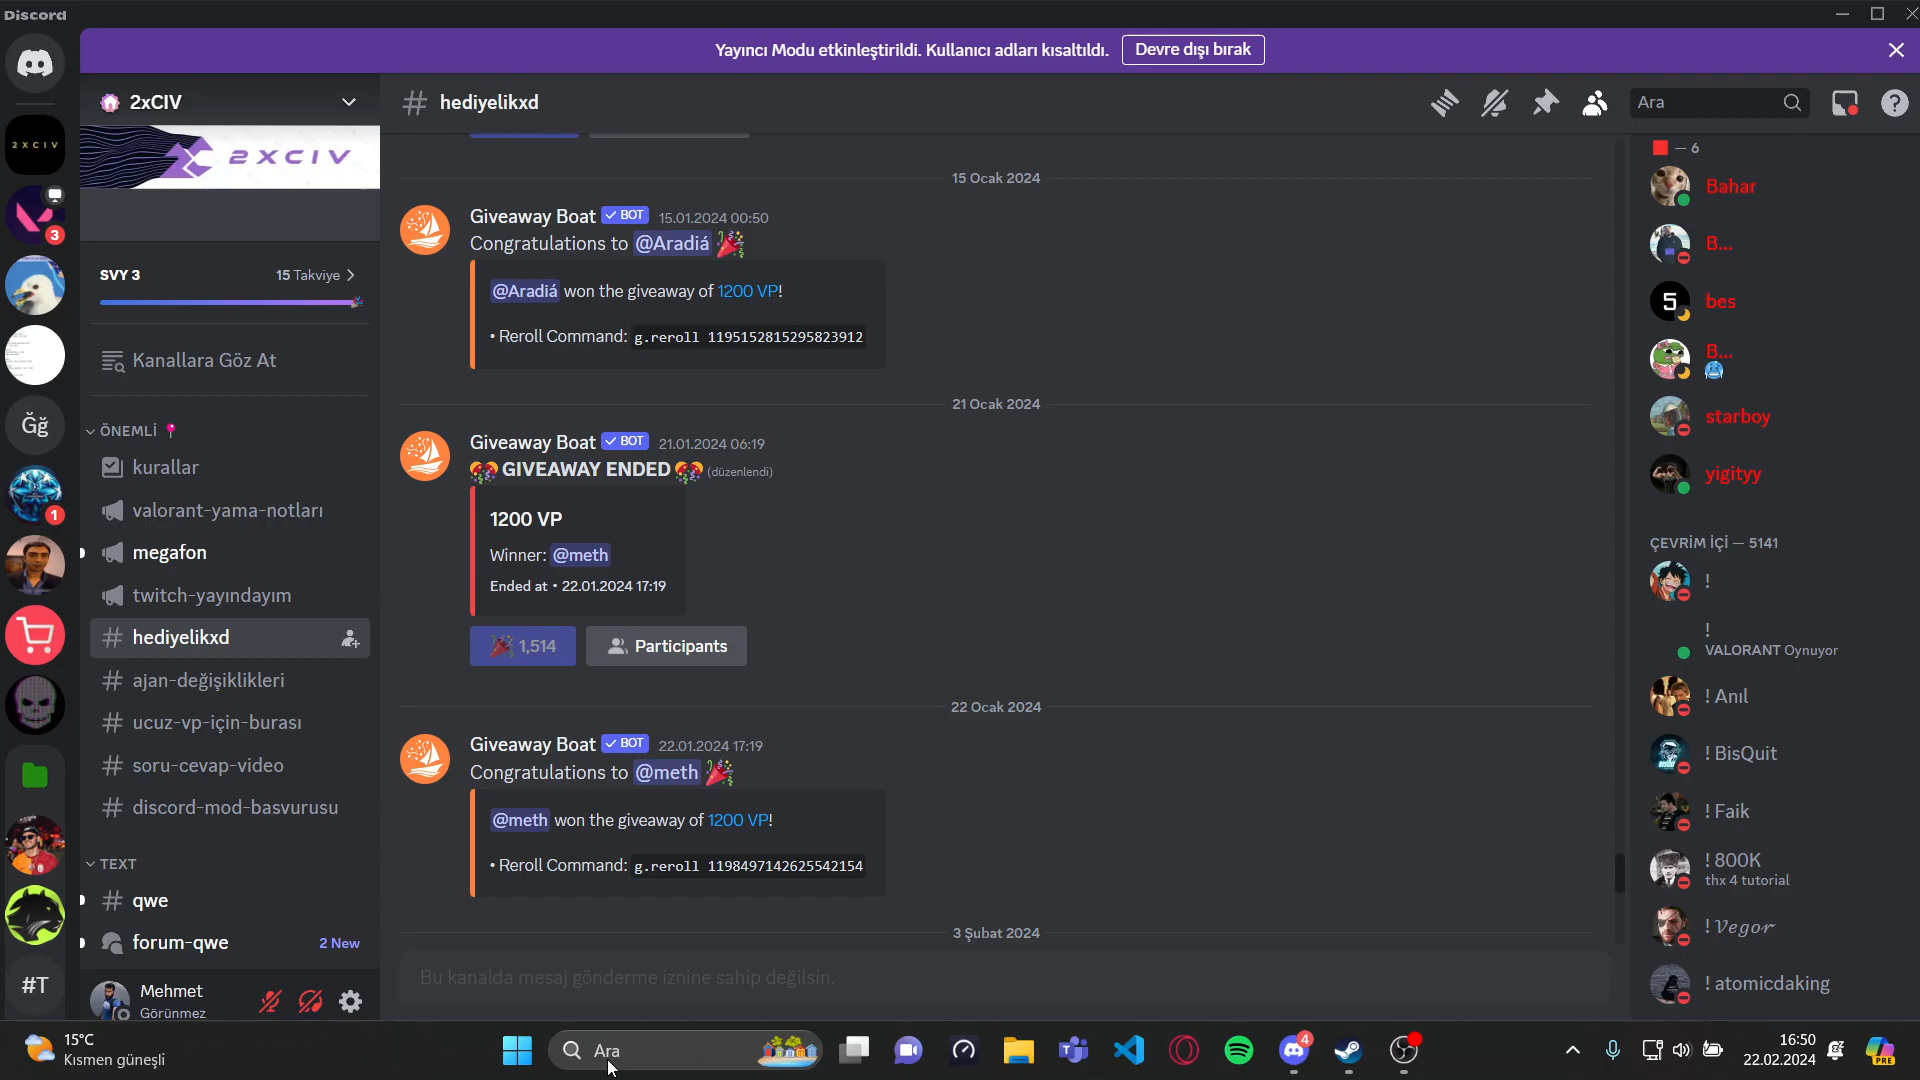 Discord
Yayıncı Modu etkinleştirildi. Kullanıcı adları kısaltıldı. Devre dışı bırak
2 X C I V
3
Ğğ
1
#T
2xCIV
2XCIV
SVY 3 15 Takviye
Kanallara Göz At
ÖNEMLİ
kurallar
valorant-yama-notları
megafon
twitch-yayındayım
hediyelikxd
ajan-değişiklikleri
ucuz-vp-için-burası
soru-cevap-video
discord-mod-basvurusu
TEXT
qwe
forum-qwe 2 New
Mehmet
Görünmez
# hediyelikxd
Ara
15 Ocak 2024
Giveaway Boat BOT 15.01.2024 00:50
Congratulations to @Aradiá
@Aradiá won the giveaway of 1200 VP!
• Reroll Command: g.reroll 1195152815295823912
21 Ocak 2024
Giveaway Boat BOT 21.01.2024 06:19
GIVEAWAY ENDED (düzenlendi)
1200 VP
Winner: @meth
Ended at • 22.01.2024 17:19
1,514 Participants
22 Ocak 2024
Giveaway Boat BOT 22.01.2024 17:19
Congratulations to @meth
@meth won the giveaway of 1200 VP!
• Reroll Command: g.reroll 1198497142625542154
3 Şubat 2024
Bu kanalda mesaj gönderme iznine sahip değilsin.
— 6
Bahar
B...
5
bes
B...
starboy
yigityy
ÇEVRİM İÇİ — 5141
!
!
VALORANT Oynuyor
! Anıl
! BisQuit
! Faik
! 800K
thx 4 tutorial
! 𝓥𝓮𝓰𝓸𝓻
! atomicdaking
15°C
Kısmen güneşli
Ara
4
16:50
22.02.2024
PRE